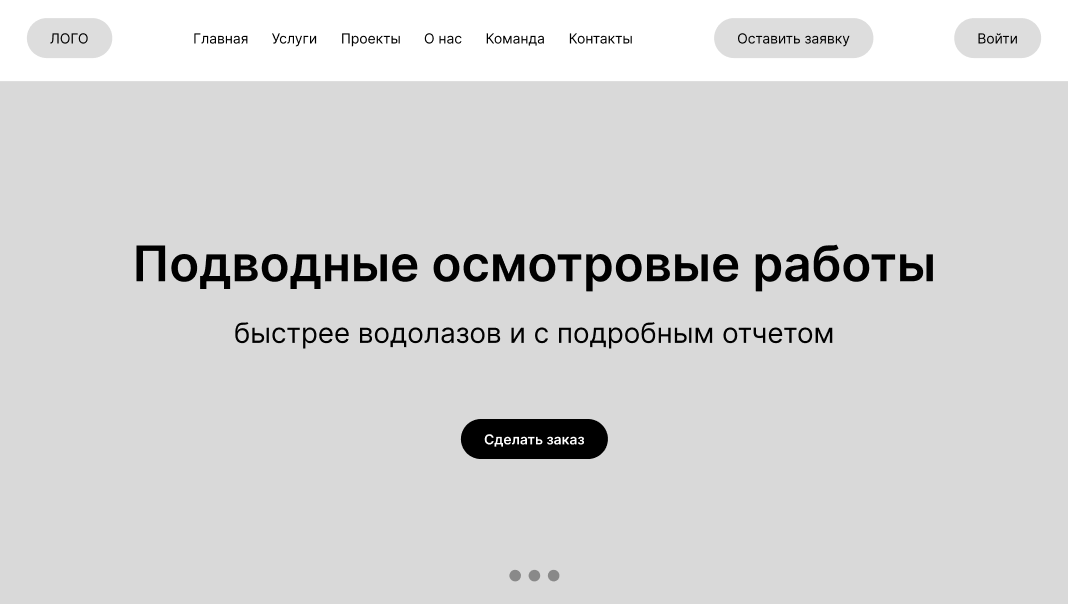 ЛОГО Главная Услуги Проекты О нас Команда Контакты Оставить заявку Войти
Подводные осмотровые работы
быстрее водолазов и с подробным отчетом
Сделать заказ